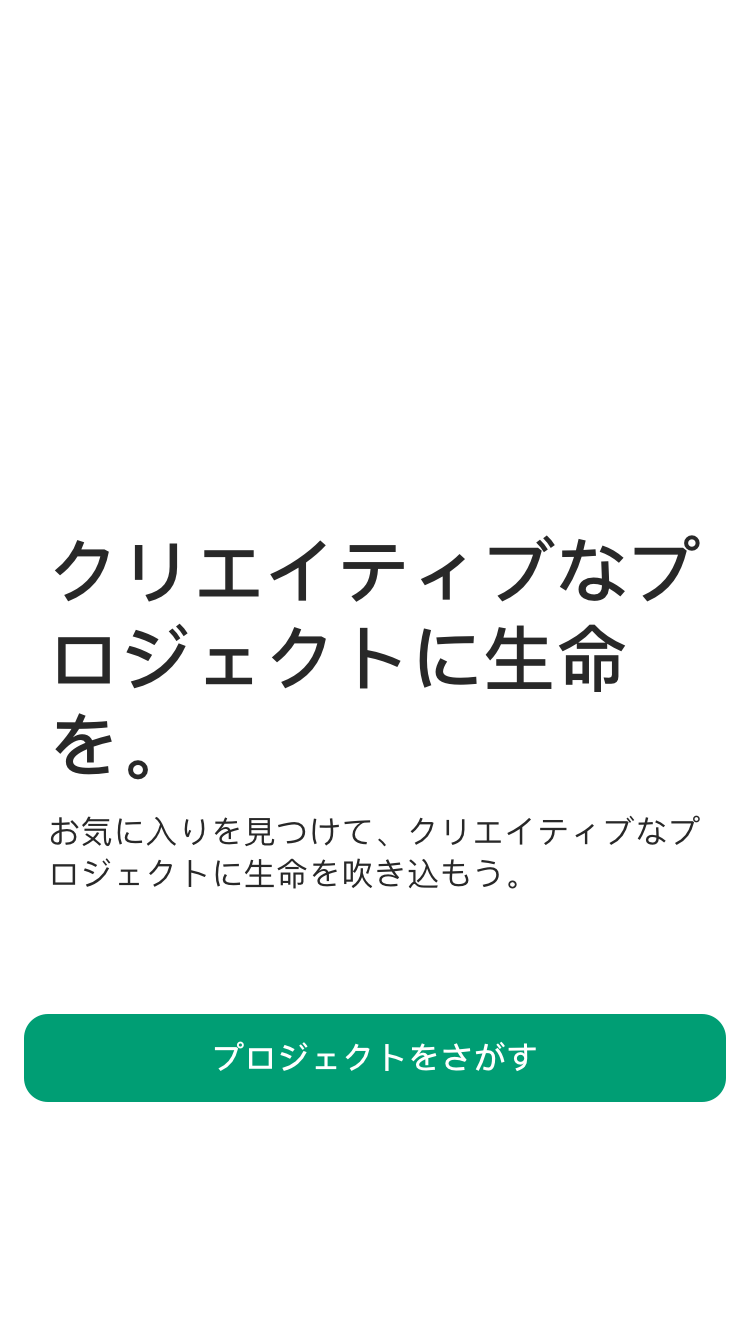 クリエイティブなプ
ロジェクトに生命
を。
お気に入りを見つけて、クリエイティブなプ
ロジェクトに生命を吹き込もう。
プロジェクトをさがす